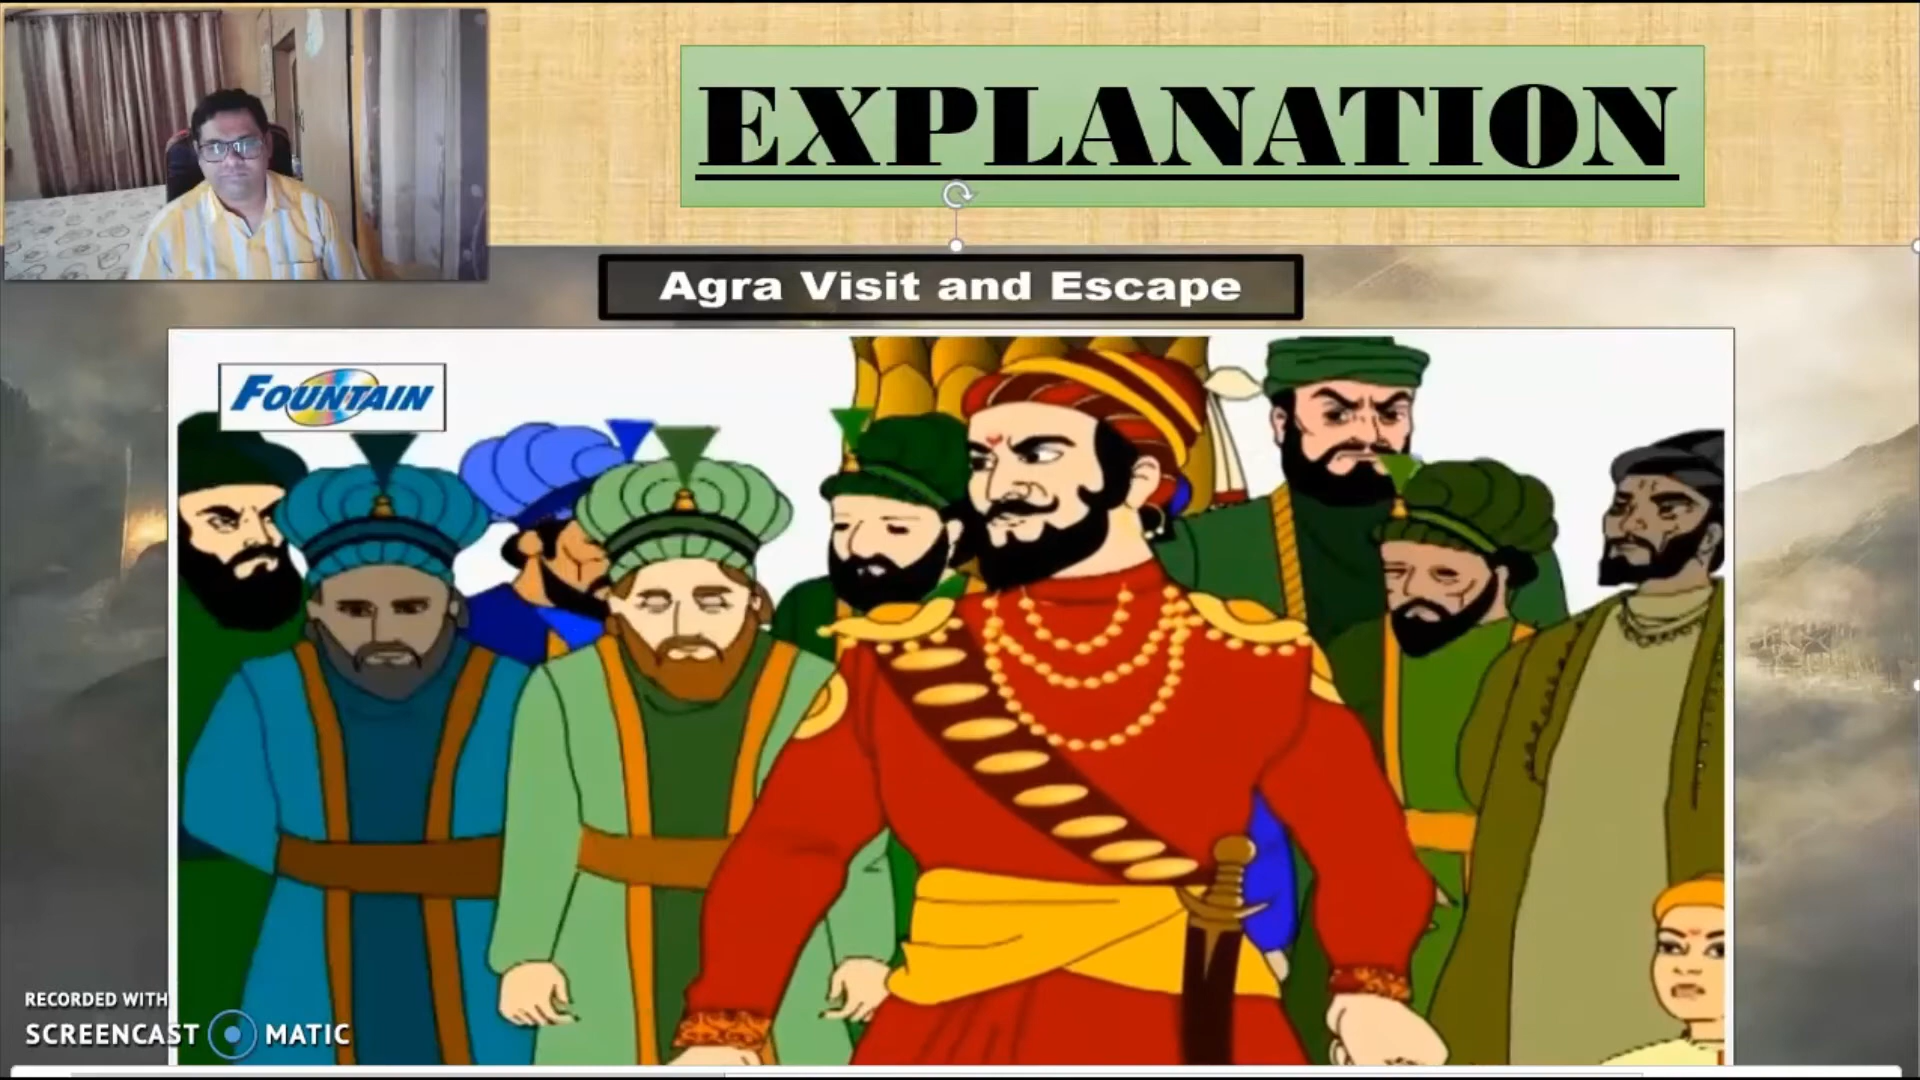 EXPLANATION
Agra Visit and Escape
FOUNTAIN
RECORDED WITH
SCREENCAST MATIC